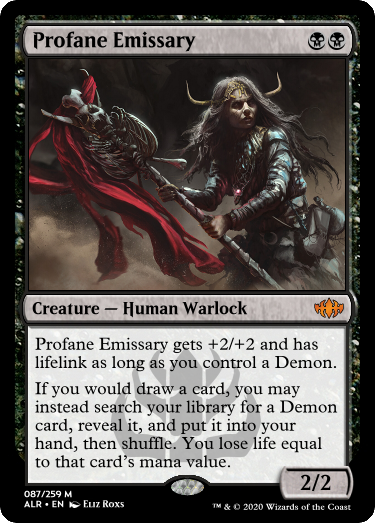 Profane Emissary
Creature — Human Warlock
Profane Emissary gets +2/+2 and has
lifelink as long as you control a Demon.
If you would draw a card, you may
instead search your library for a Demon
card, reveal it, and put it into your
hand, then shuffle. You lose life equal
to that card's mana value.
2/2
087/259 M
ALR • EN Eliz Roxs
™ & © 2020 Wizards of the Coast